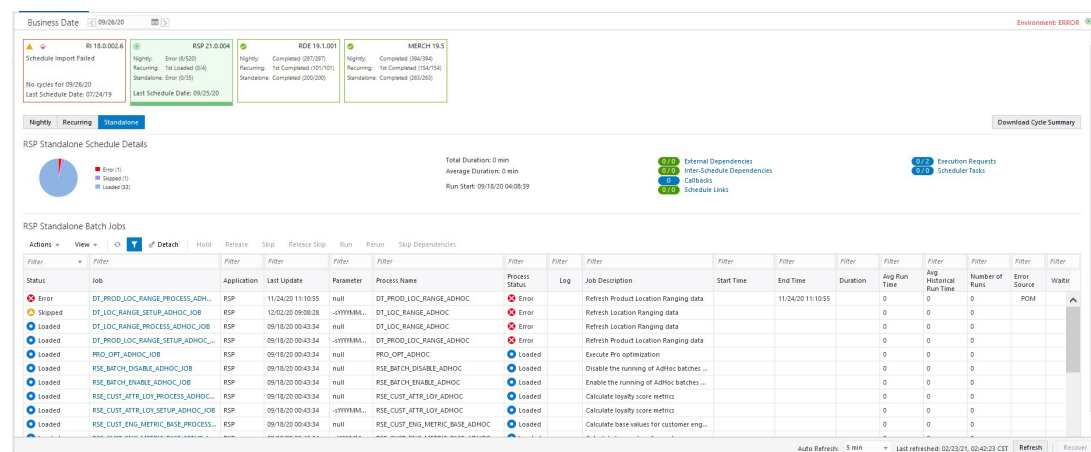 Business Date 09/26/20 Environment: ERROR
RI 18.0.002.6
Schedule Import Failed
No cycles for 09/26/20
Last Schedule Date: 07/24/19
RSP 21.0.004
Nightly: Error (6/520)
Recurring: 1st Loaded (0/4)
Standalone: Error (0/35)
Last Schedule Date: 09/25/20
RDE 19.1.001
Nightly: Completed (297/297)
Recurring: 1st Completed (101/101)
Standalone: Completed (200/200)
MERCH 19.5
Nightly: Completed (394/394)
Recurring: 1st Completed (154/154)
Standalone: Completed (263/263)
Nightly Recurring Standalone Download Cycle Summary
RSP Standalone Schedule Details
Error (1)
Skipped (1)
Loaded (33)
Total Duration: 0 min
Average Duration: 0 min
Run Start: 09/18/20 04:08:39
0 / 0 External Dependencies
0 / 0 Inter-Schedule Dependencies
0 Callbacks
0 / 0 Schedule Links
0 / 2 Execution Requests
0 / 0 Scheduler Tasks
RSP Standalone Batch Jobs
Actions View Detach Hold Release Skip Release Skip Run Rerun Skip Dependencies
Filter Filter Filter Filter Filter Filter Filter Filter Filter Filter Filter Filter Filter Filter Filter Filter Filter
Status Job Application Last Update Parameter Process Name Process Status Log Job Description Start Time End Time Duration Avg Run Time Avg Historical Run Time Number of Runs Error Source Waitin
Error DT_PROD_LOC_RANGE_PROCESS_ADH... RSP 11/24/20 11:10:55 null DT_PROD_LOC_RANGE_ADHOC Error Refresh Product Location Ranging data 11/24/20 11:10:55 0 0 0 POM
Skipped DT_LOC_RANGE_SETUP_ADHOC_JOB RSP 12/02/20 09:08:28 -sYYYYMM... DT_LOC_RANGE_ADHOC Error Refresh Location Ranging data 0 0 0
Loaded DT_LOC_RANGE_PROCESS_ADHOC_JOB RSP 09/18/20 00:43:34 null DT_LOC_RANGE_ADHOC Error Refresh Location Ranging data 0 0 0
Loaded DT_PROD_LOC_RANGE_SETUP_ADHOC_... RSP 09/18/20 00:43:34 -sYYYYMM... DT_PROD_LOC_RANGE_ADHOC Error Refresh Product Location Ranging data 0 0 0
Loaded PRO_OPT_ADHOC_JOB RSP 09/18/20 00:43:34 null PRO_OPT_ADHOC Loaded Execute Pro optimization 0 0 0
Loaded RSE_BATCH_DISABLE_ADHOC_JOB RSP 09/18/20 00:43:34 null RSE_BATCH_DISABLE_ADHOC Loaded Disable the running of AdHoc batches ... 0 0 0
Loaded RSE_BATCH_ENABLE_ADHOC_JOB RSP 09/18/20 00:43:34 null RSE_BATCH_ENABLE_ADHOC Loaded Enable the running of AdHoc batches ... 0 0 0
Loaded RSE_CUST_ATTR_LOY_PROCESS_ADHOC... RSP 09/18/20 00:43:34 null RSE_CUST_ATTR_LOY_ADHOC Loaded Calculate loyalty score metrics 0 0 0
Loaded RSE_CUST_ATTR_LOY_SETUP_ADHOC_JOB RSP 09/18/20 00:43:34 -sYYYYMM... RSE_CUST_ATTR_LOY_ADHOC Loaded Calculate loyalty score metrics 0 0 0
Loaded RSE_CUST_ENG_METRIC_BASE_PROCESS... RSP 09/18/20 00:43:34 null RSE_CUST_ENG_METRIC_BASE_ADHOC Loaded Calculate base values for customer eng... 0 0 0
Auto Refresh: 5 min Last refreshed: 02/23/21, 02:42:23 CST Refresh Recover